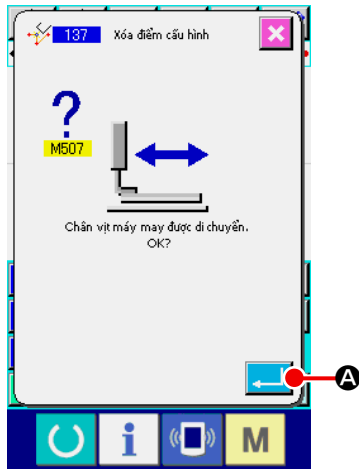 137 Xóa điểm cấu hình
?
M507
Chân vịt máy may được di chuyển.
OK?
A
i
M